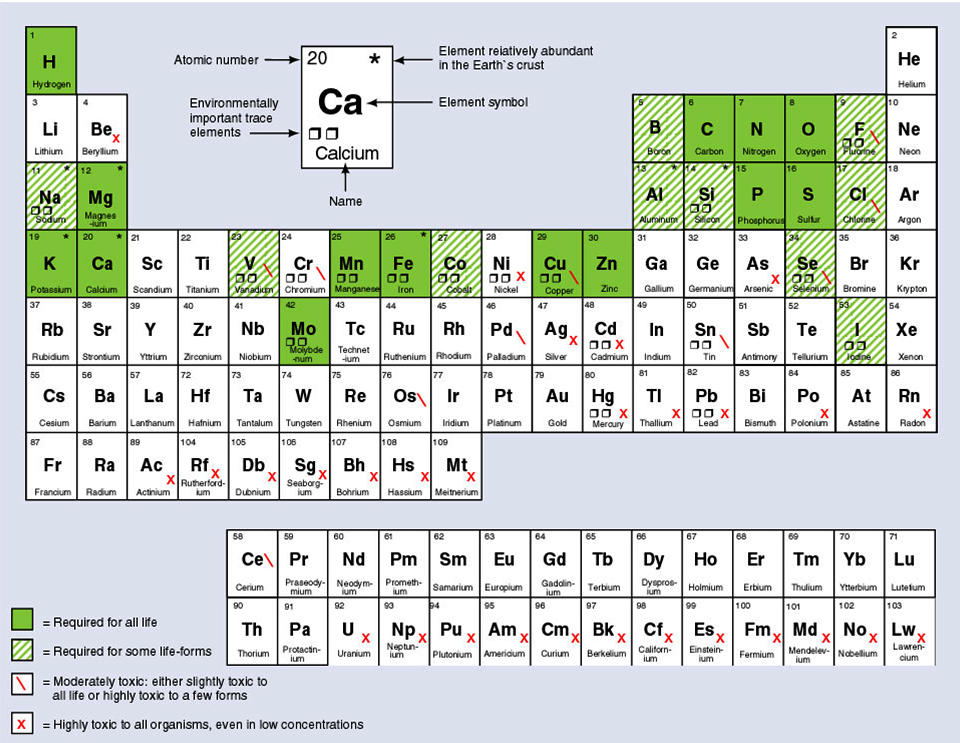 1
H
Hydrogen
20 *
Ca
Calcium
Atomic number
Environmentally
important trace
elements
Element relatively abundant
in the Earth`s crust
Element symbol
Name
2
He
Helium
3
Li
Lithium
4
Be X
Beryllium
5
B
Boron
6
C
Carbon
7
N
Nitrogen
8
O
Oxygen
9
F
Fluorine
10
Ne
Neon
11 *
Na
Sodium
12 *
Mg
Magnes
-ium
13 *
Al
Aluminum
14 *
Si
Silicon
15
P
Phosphorus
16
S
Sulfur
17
Cl
Chlorine
18
Ar
Argon
19 *
K
Potassium
20 *
Ca
Calcium
21
Sc
Scandium
22
Ti
Titanium
23
V
Vanadium
24
Cr
Chromium
25
Mn
Manganese
26 *
Fe
Iron
27
Co
Cobalt
28
Ni X
Nickel
29
Cu
Copper
30
Zn
Zinc
31
Ga
Gallium
32
Ge
Germanium
33
As X
Arsenic
34
Se
Selenium
35
Br
Bromine
36
Kr
Krypton
37
Rb
Rubidium
38
Sr
Strontium
39
Y
Yttrium
40
Zr
Zirconium
41
Nb
Niobium
42
Mo
Molybde
-num
43
Tc
Technet
-ium
44
Ru
Ruthenium
45
Rh
Rhodium
46
Pd
Palladium
47
Ag X
Silver
48
Cd X
Cadmium
49
In
Indium
50
Sn
Tin
51
Sb
Antimony
52
Te
Tellurium
53
I
Iodine
54
Xe
Xenon
55
Cs
Cesium
56
Ba
Barium
57
La
Lanthanum
72
Hf
Hafnium
73
Ta
Tantalum
74
W
Tungsten
75
Re
Rhenium
76
Os
Osmium
77
Ir
Iridium
78
Pt
Platinum
79
Au
Gold
80
Hg X
Mercury
81
Tl X
Thallium
82
Pb X
Lead
83
Bi
Bismuth
84
Po X
Polonium
85
At
Astatine
86
Rn X
Radon
87
Fr
Francium
88
Ra
Radium
89
Ac X
Actinium
104
Rf X
Rutherford-
ium
105
Db X
Dubnium
106
Sg X
Seaborg-
ium
107
Bh X
Bohrium
108
Hs X
Hassium
109
Mt X
Meitnerium
58
Ce
Cerium
59
Pr
Praseody-
mium
60
Nd
Neodym-
ium
61
Pm
Prometh-
ium
62
Sm
Samarium
63
Eu
Europium
64
Gd
Gadolin-
ium
65
Tb
Terbium
66
Dy
Dyspros-
ium
67
Ho
Holmium
68
Er
Erbium
69
Tm
Thulium
70
Yb
Ytterbium
71
Lu
Lutetium
90
Th
Thorium
91
Pa
Protactin-
ium
92
U X
Uranium
93
Np X
Neptun-
ium
94
Pu X
Plutonium
95
Am X
Americium
96
Cm X
Curium
97
Bk X
Berkelium
98
Cf X
Californ-
ium
99
Es X
Einstein-
ium
100
Fm X
Fermium
101
Md X
Mendelev-
ium
102
No X
Nobellium
103
Lw X
Lawren-
cium
= Required for all life
= Required for some life-forms
= Moderately toxic: either slightly toxic to
all life or highly toxic to a few forms
X = Highly toxic to all organisms, even in low concentrations